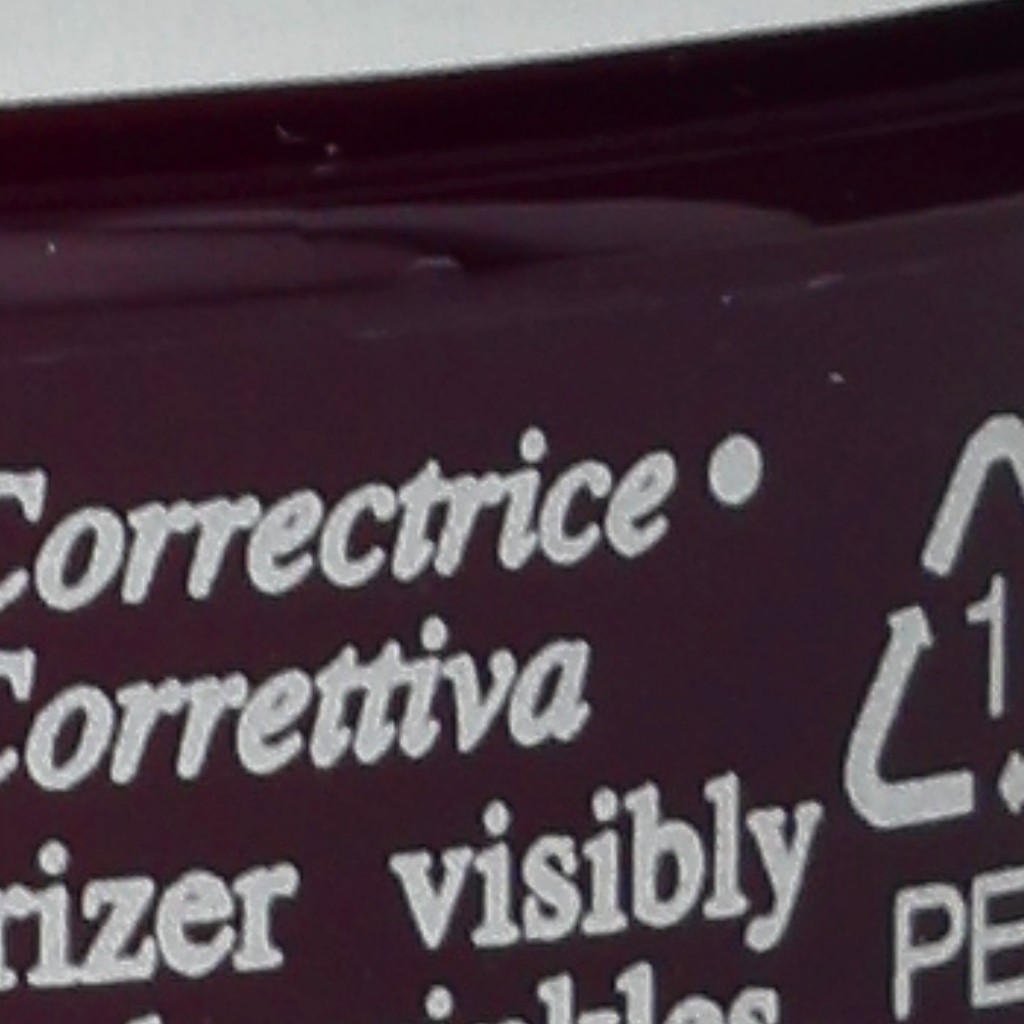 Correctrice •
Correttiva
rizer visibly
1
PE